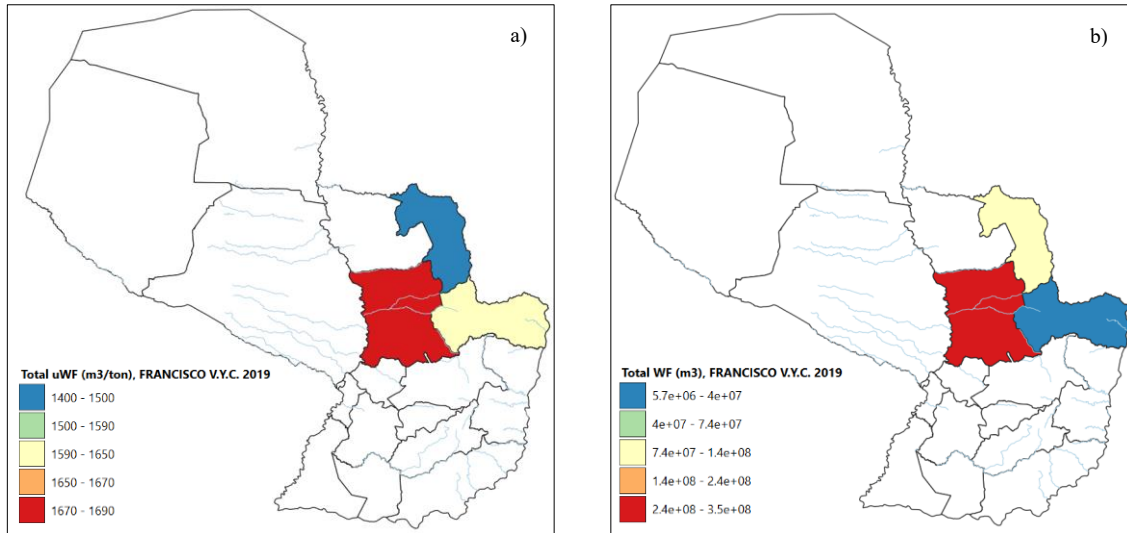 a)
Total uWF (m3/ton), FRANCISCO V.Y.C. 2019
1400 - 1500
1500 - 1590
1590 - 1650
1650 - 1670
1670 - 1690
b)
Total WF (m3), FRANCISCO V.Y.C. 2019
5.7e+06 - 4e+07
4e+07 - 7.4e+07
7.4e+07 - 1.4e+08
1.4e+08 - 2.4e+08
2.4e+08 - 3.5e+08